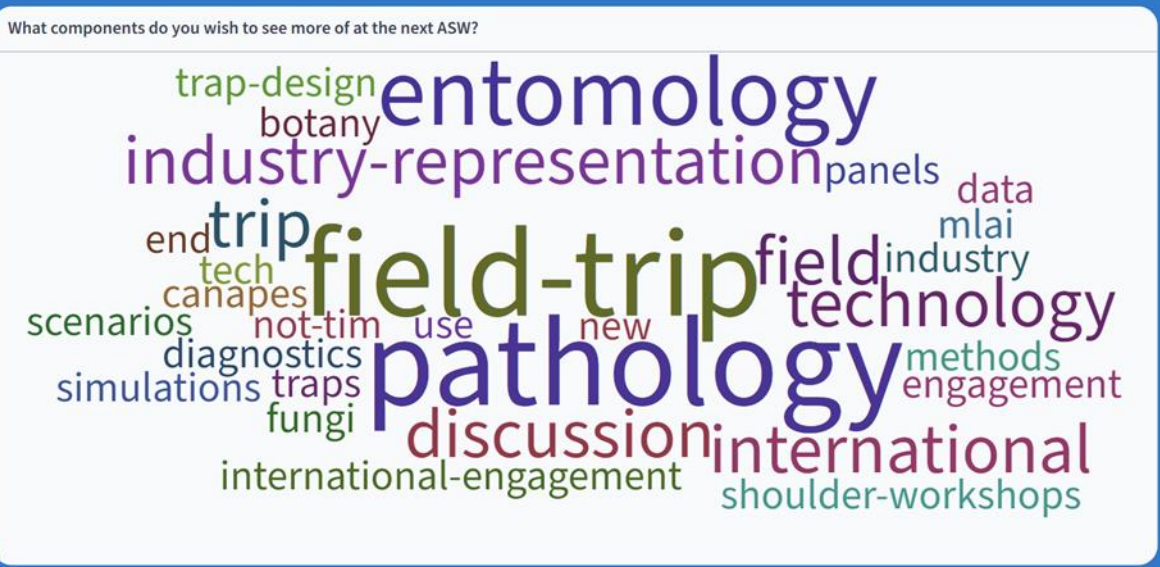 What components do you wish to see more of at the next ASW?
trap-design entomology
botany
industry-representation panels
data
trip mlai
end field-trip field industry
tech
canapes technology
scenarios not-tim use new
diagnostics pathology methods
simulations traps engagement
fungi
discussion international
international-engagement
shoulder-workshops